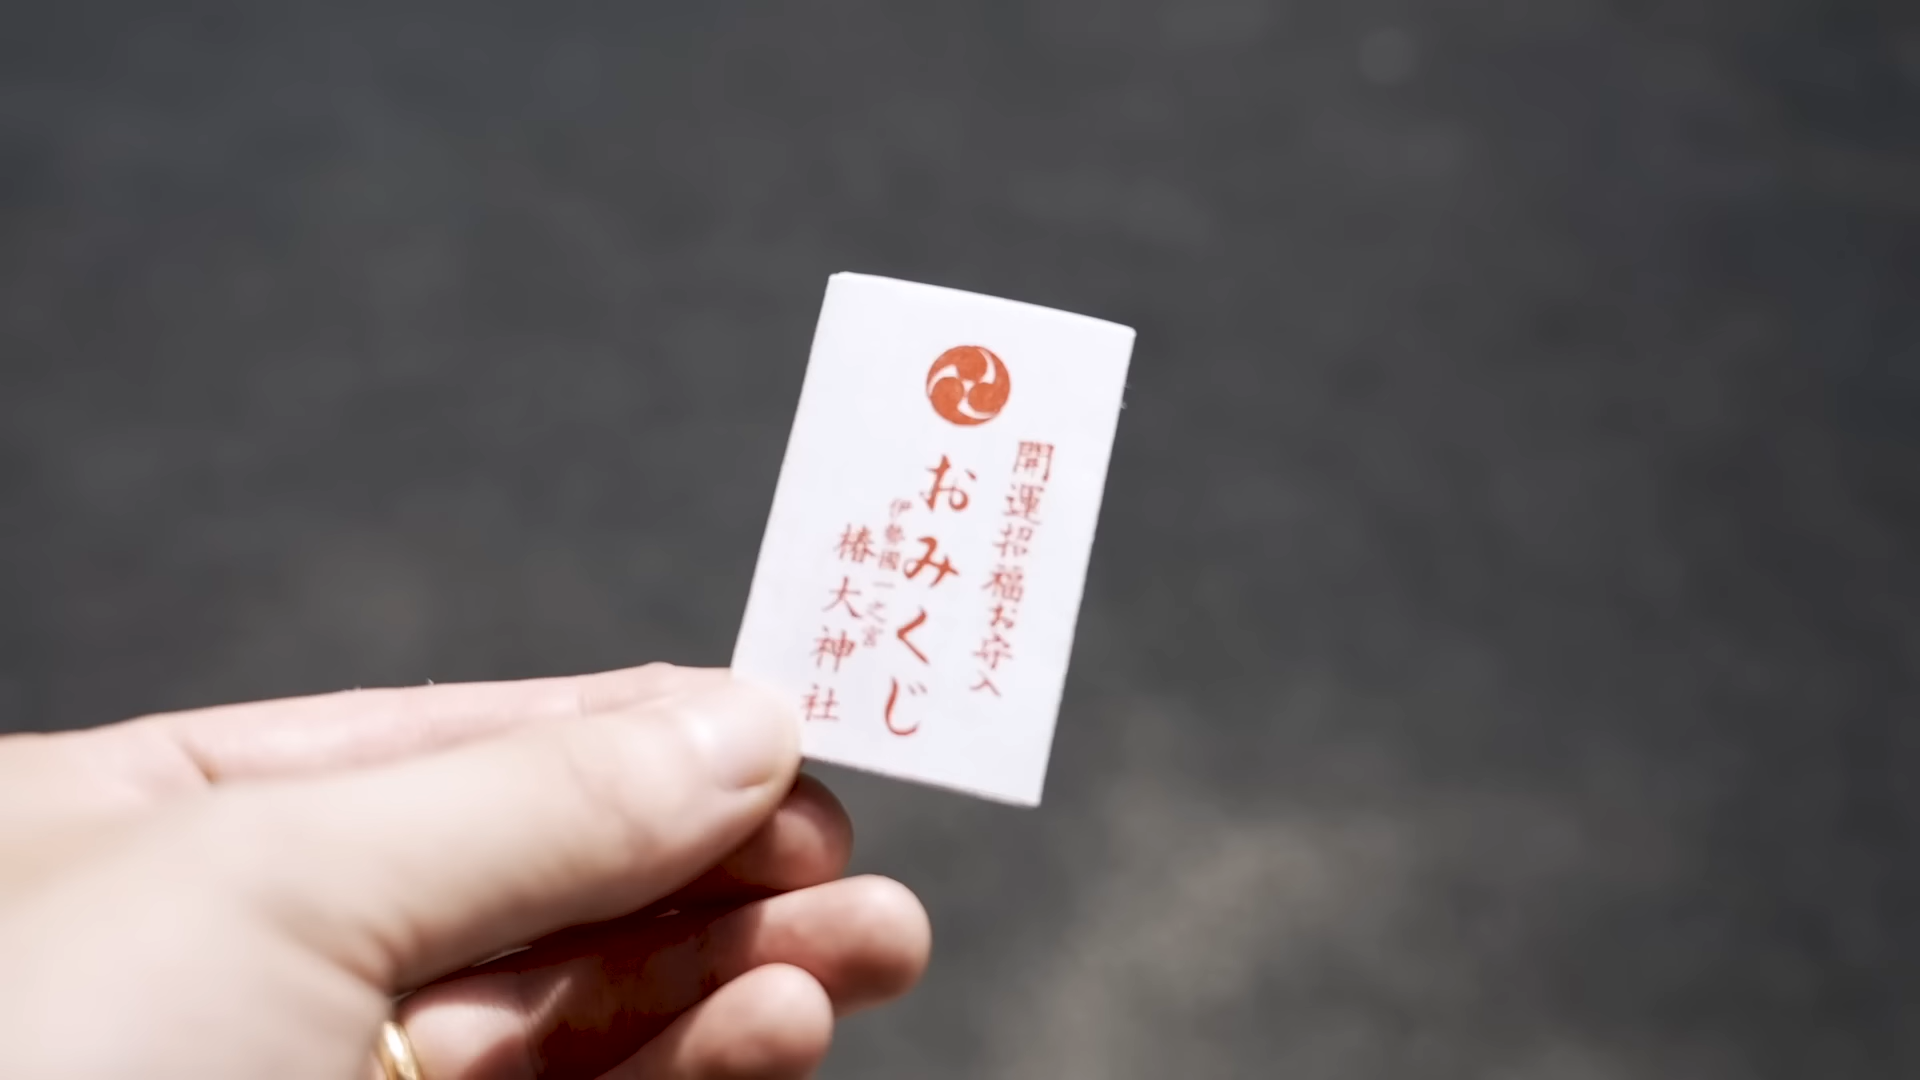 開運招福お守入
おみくじ
伊勢國一之宮
椿大神社